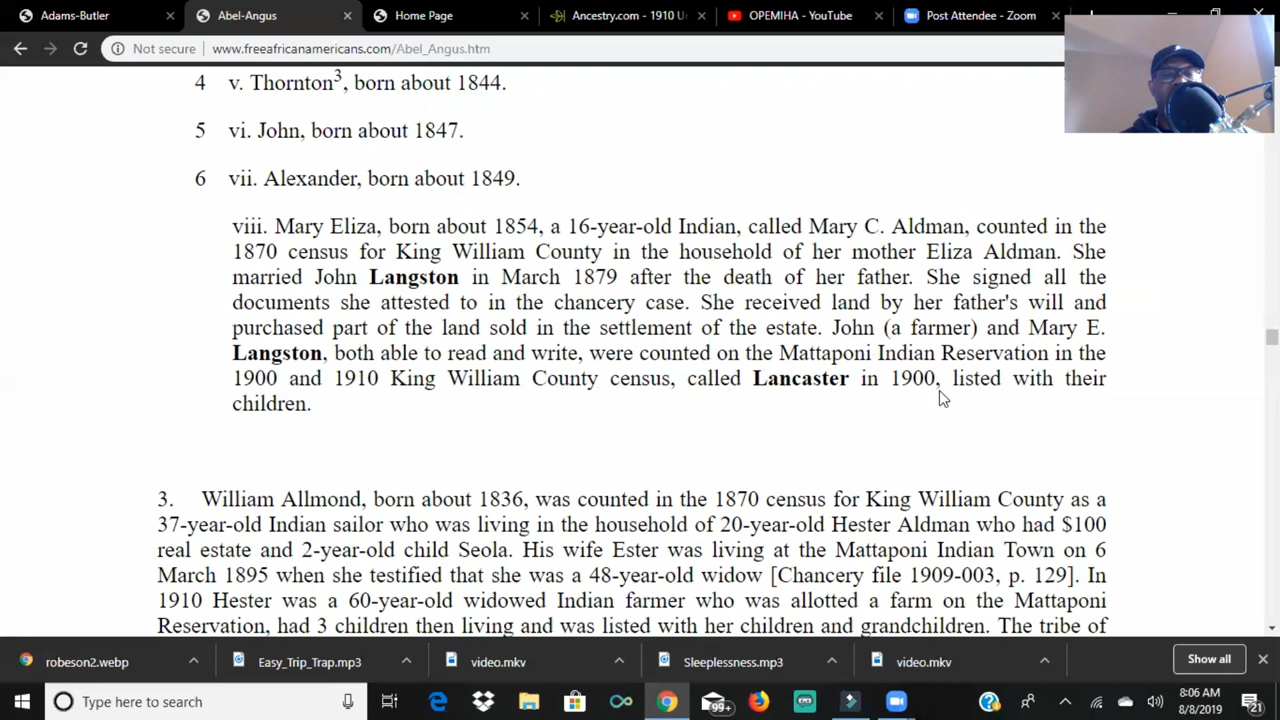 Adams-Butler
Abel-Angus
Home Page
Ancestry.com - 1910 U
OPEMIHA - YouTube
Post Attendee - Zoom
Not secure | www.freeafricanamericans.com/Abel_Angus.htm
4 v. Thornton3, born about 1844.
5 vi. John, born about 1847.
6 vii. Alexander, born about 1849.
viii. Mary Eliza, born about 1854, a 16-year-old Indian, called Mary C. Aldman, counted in the
1870 census for King William County in the household of her mother Eliza Aldman. She
married John Langston in March 1879 after the death of her father. She signed all the
documents she attested to in the chancery case. She received land by her father's will and
purchased part of the land sold in the settlement of the estate. John (a farmer) and Mary E.
Langston, both able to read and write, were counted on the Mattaponi Indian Reservation in the
1900 and 1910 King William County census, called Lancaster in 1900, listed with their
children.
3. William Allmond, born about 1836, was counted in the 1870 census for King William County as a
37-year-old Indian sailor who was living in the household of 20-year-old Hester Aldman who had $100
real estate and 2-year-old child Seola. His wife Ester was living at the Mattaponi Indian Town on 6
March 1895 when she testified that she was a 48-year-old widow [Chancery file 1909-003, p. 129]. In
1910 Hester was a 60-year-old widowed Indian farmer who was allotted a farm on the Mattaponi
Reservation, had 3 children then living and was listed with her children and grandchildren. The tribe of
robeson2.webp
Easy_Trip_Trap.mp3
video.mkv
Sleeplessness.mp3
video.mkv
Show all
Type here to search
99+
8:06 AM
8/8/2019
21